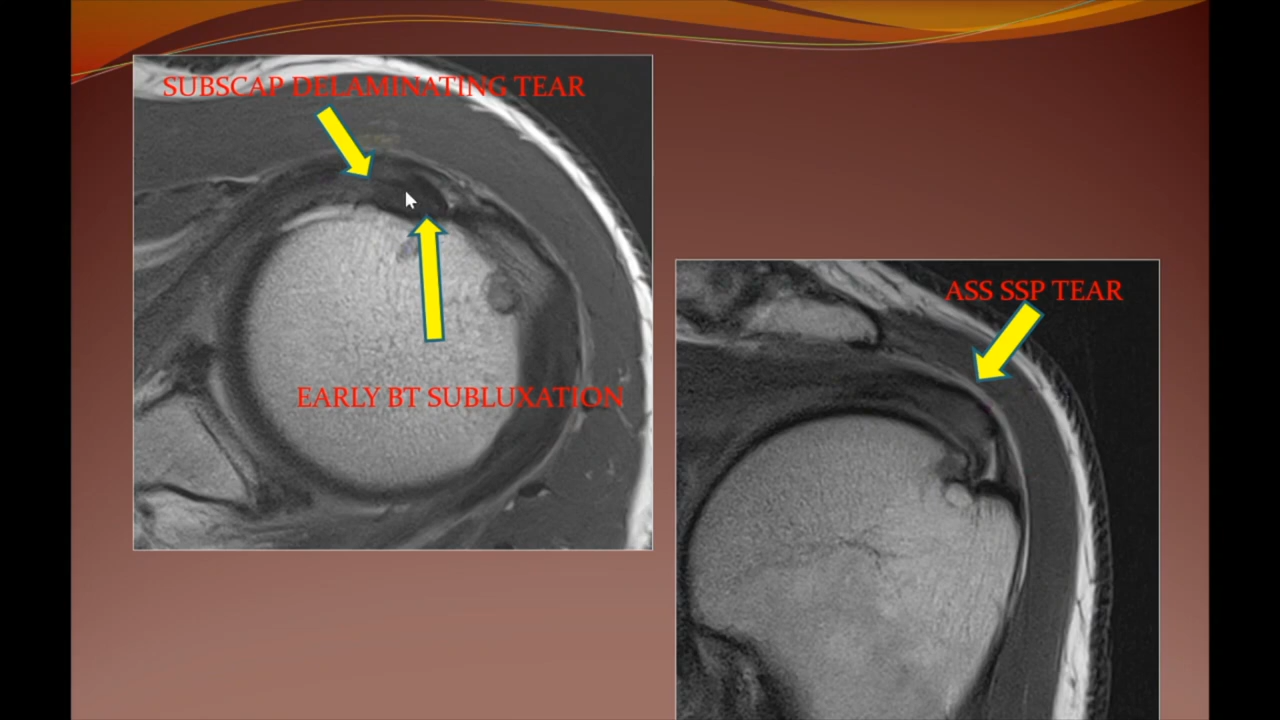 SUBSCAP DELAMINATING TEAR
EARLY BT SUBLUXATION
ASS SSP TEAR